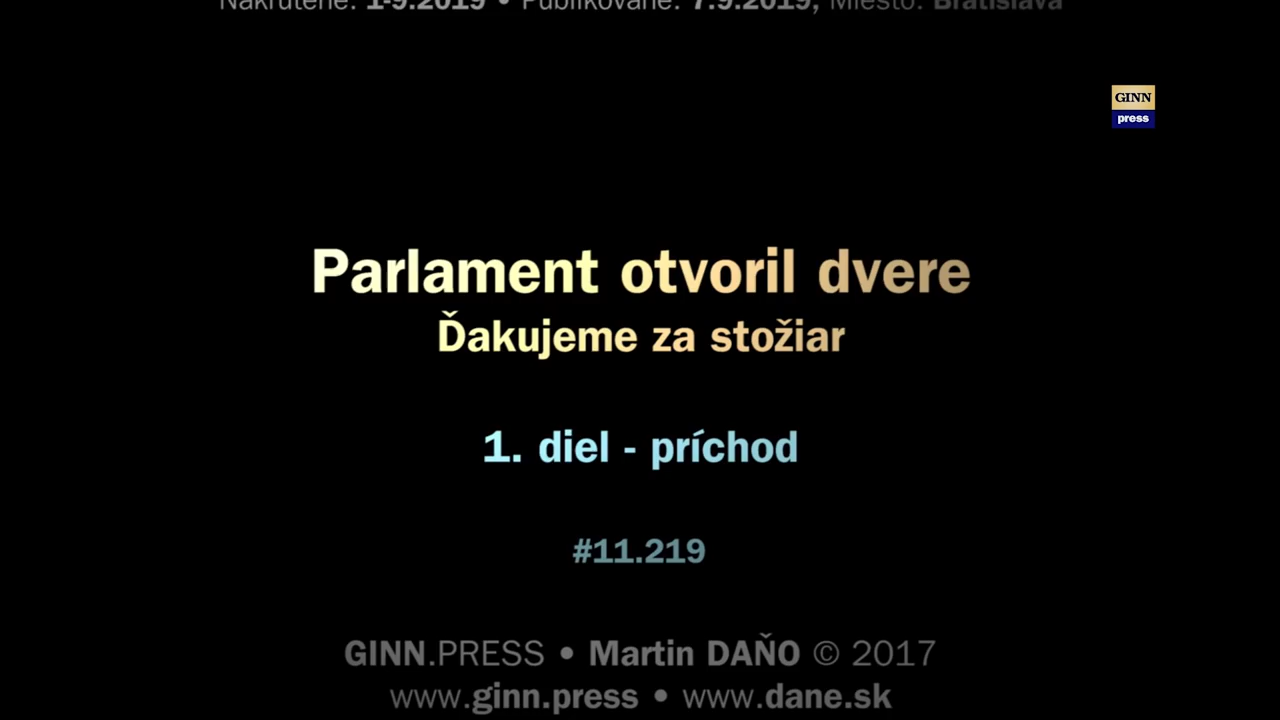 Nakrútené: 1-9.2019 • Publikované: 7.9.2019, Miesto: Bratislava
GINN
press
Parlament otvoril dvere
Ďakujeme za stožiar
1. diel - príchod
#11.219
GINN.PRESS • Martin DAŇO © 2017
www.ginn.press • www.dane.sk